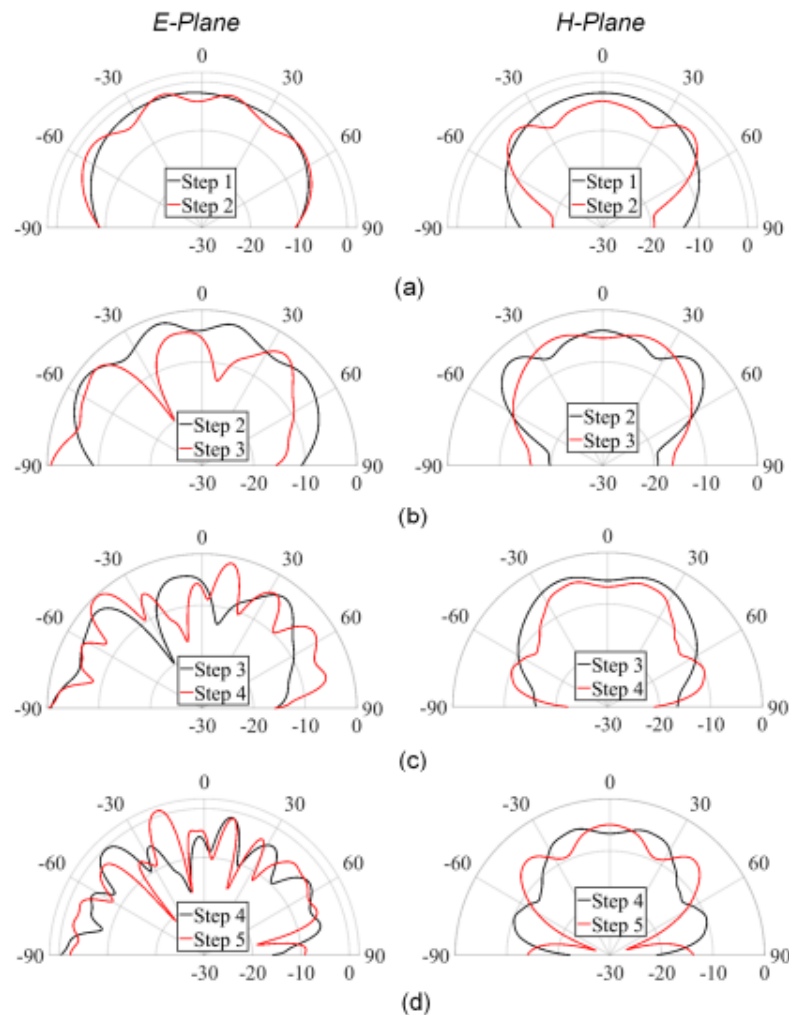 E-Plane H-Plane
0 0
-30 30 -30 30
-60 60 -60 60
Step 1 Step 1
Step 2 Step 2
-90 90 -90 90
-30 -20 -10 0 -30 -20 -10 0
(a)
0 0
-30 30 -30 30
-60 60 -60 60
Step 2 Step 2
Step 3 Step 3
-90 90 -90 90
-30 -20 -10 0 -30 -20 -10 0
(b)
0 0
-30 30 -30 30
-60 60 -60 60
Step 3 Step 3
Step 4 Step 4
-90 90 -90 90
-30 -20 -10 0 -30 -20 -10 0
(c)
0 0
-30 30 -30 30
-60 60 -60 60
Step 4 Step 4
Step 5 Step 5
-90 90 -90 90
-30 -20 -10 0 -30 -20 -10 0
(d)